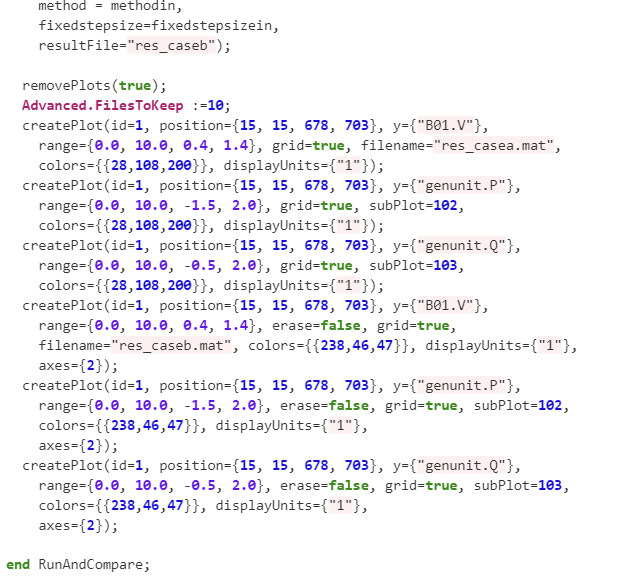 method = methodin,
fixedstepsize=fixedstepsizein,
resultFile="res_caseb");
removePlots(true);
Advanced.FilesToKeep :=10;
createPlot(id=1, position={15, 15, 678, 703}, y={"B01.V"},
range={0.0, 10.0, 0.4, 1.4}, grid=true, filename="res_casea.mat",
colors={{28,108,200}}, displayUnits={"1"});
createPlot(id=1, position={15, 15, 678, 703}, y={"genunit.P"},
range={0.0, 10.0, -1.5, 2.0}, grid=true, subPlot=102,
colors={{28,108,200}}, displayUnits={"1"});
createPlot(id=1, position={15, 15, 678, 703}, y={"genunit.Q"},
range={0.0, 10.0, -0.5, 2.0}, grid=true, subPlot=103,
colors={{28,108,200}}, displayUnits={"1"});
createPlot(id=1, position={15, 15, 678, 703}, y={"B01.V"},
range={0.0, 10.0, 0.4, 1.4}, erase=false, grid=true,
filename="res_caseb.mat", colors={{238,46,47}}, displayUnits={"1"},
axes={2});
createPlot(id=1, position={15, 15, 678, 703}, y={"genunit.P"},
range={0.0, 10.0, -1.5, 2.0}, erase=false, grid=true, subPlot=102,
colors={{238,46,47}}, displayUnits={"1"},
axes={2});
createPlot(id=1, position={15, 15, 678, 703}, y={"genunit.Q"},
range={0.0, 10.0, -0.5, 2.0}, erase=false, grid=true, subPlot=103,
colors={{238,46,47}}, displayUnits={"1"},
axes={2});
end RunAndCompare;